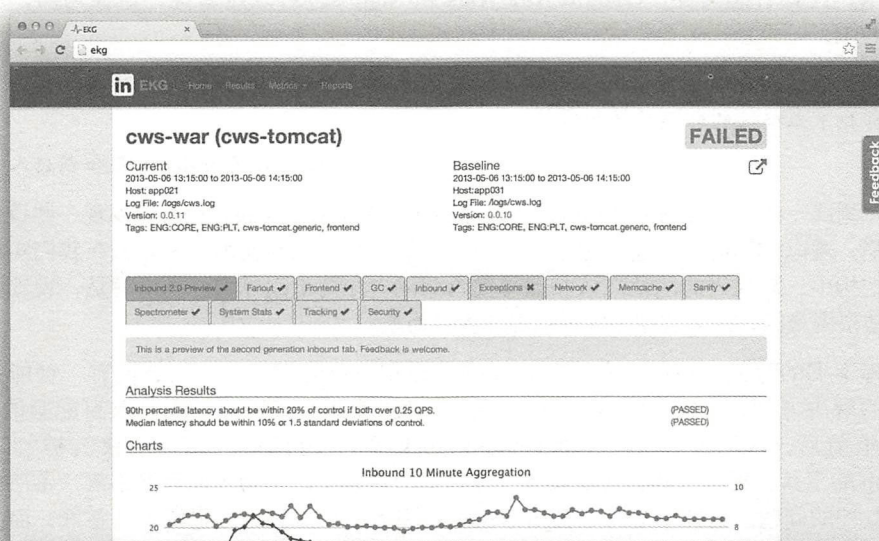 EKG
ekg
in EKG Home Results Metrics Reports
Feedback
cws-war (cws-tomcat)
FAILED
Current
2013-05-06 13:15:00 to 2013-05-06 14:15:00
Host: app021
Log File: /logs/cws.log
Version: 0.0.11
Tags: ENG:CORE, ENG:PLT, cws-tomcat.generic, frontend
Baseline
2013-05-06 13:15:00 to 2013-05-06 14:15:00
Host:app031
Log File: /logs/cws.log
Version: 0.0.10
Tags: ENG:CORE, ENG:PLT, cws-tomcat.generic, frontend
Inbound 2.0 Preview ✔ Fanout ✔ Frontend ✔ GC ✔ Inbound ✔ Exceptions ✖ Network ✔ Memcache ✔ Sanity ✔
Spectrometer ✔ System Stats ✔ Tracking ✔ Security ✔
This is a preview of the second generation inbound tab. Feedback is welcome.
Analysis Results
90th percentile latency should be within 20% of control if both over 0.25 QPS. (PASSED)
Median latency should be within 10% or 1.5 standard deviations of control. (PASSED)
Charts
Inbound 10 Minute Aggregation
25 10
20 8